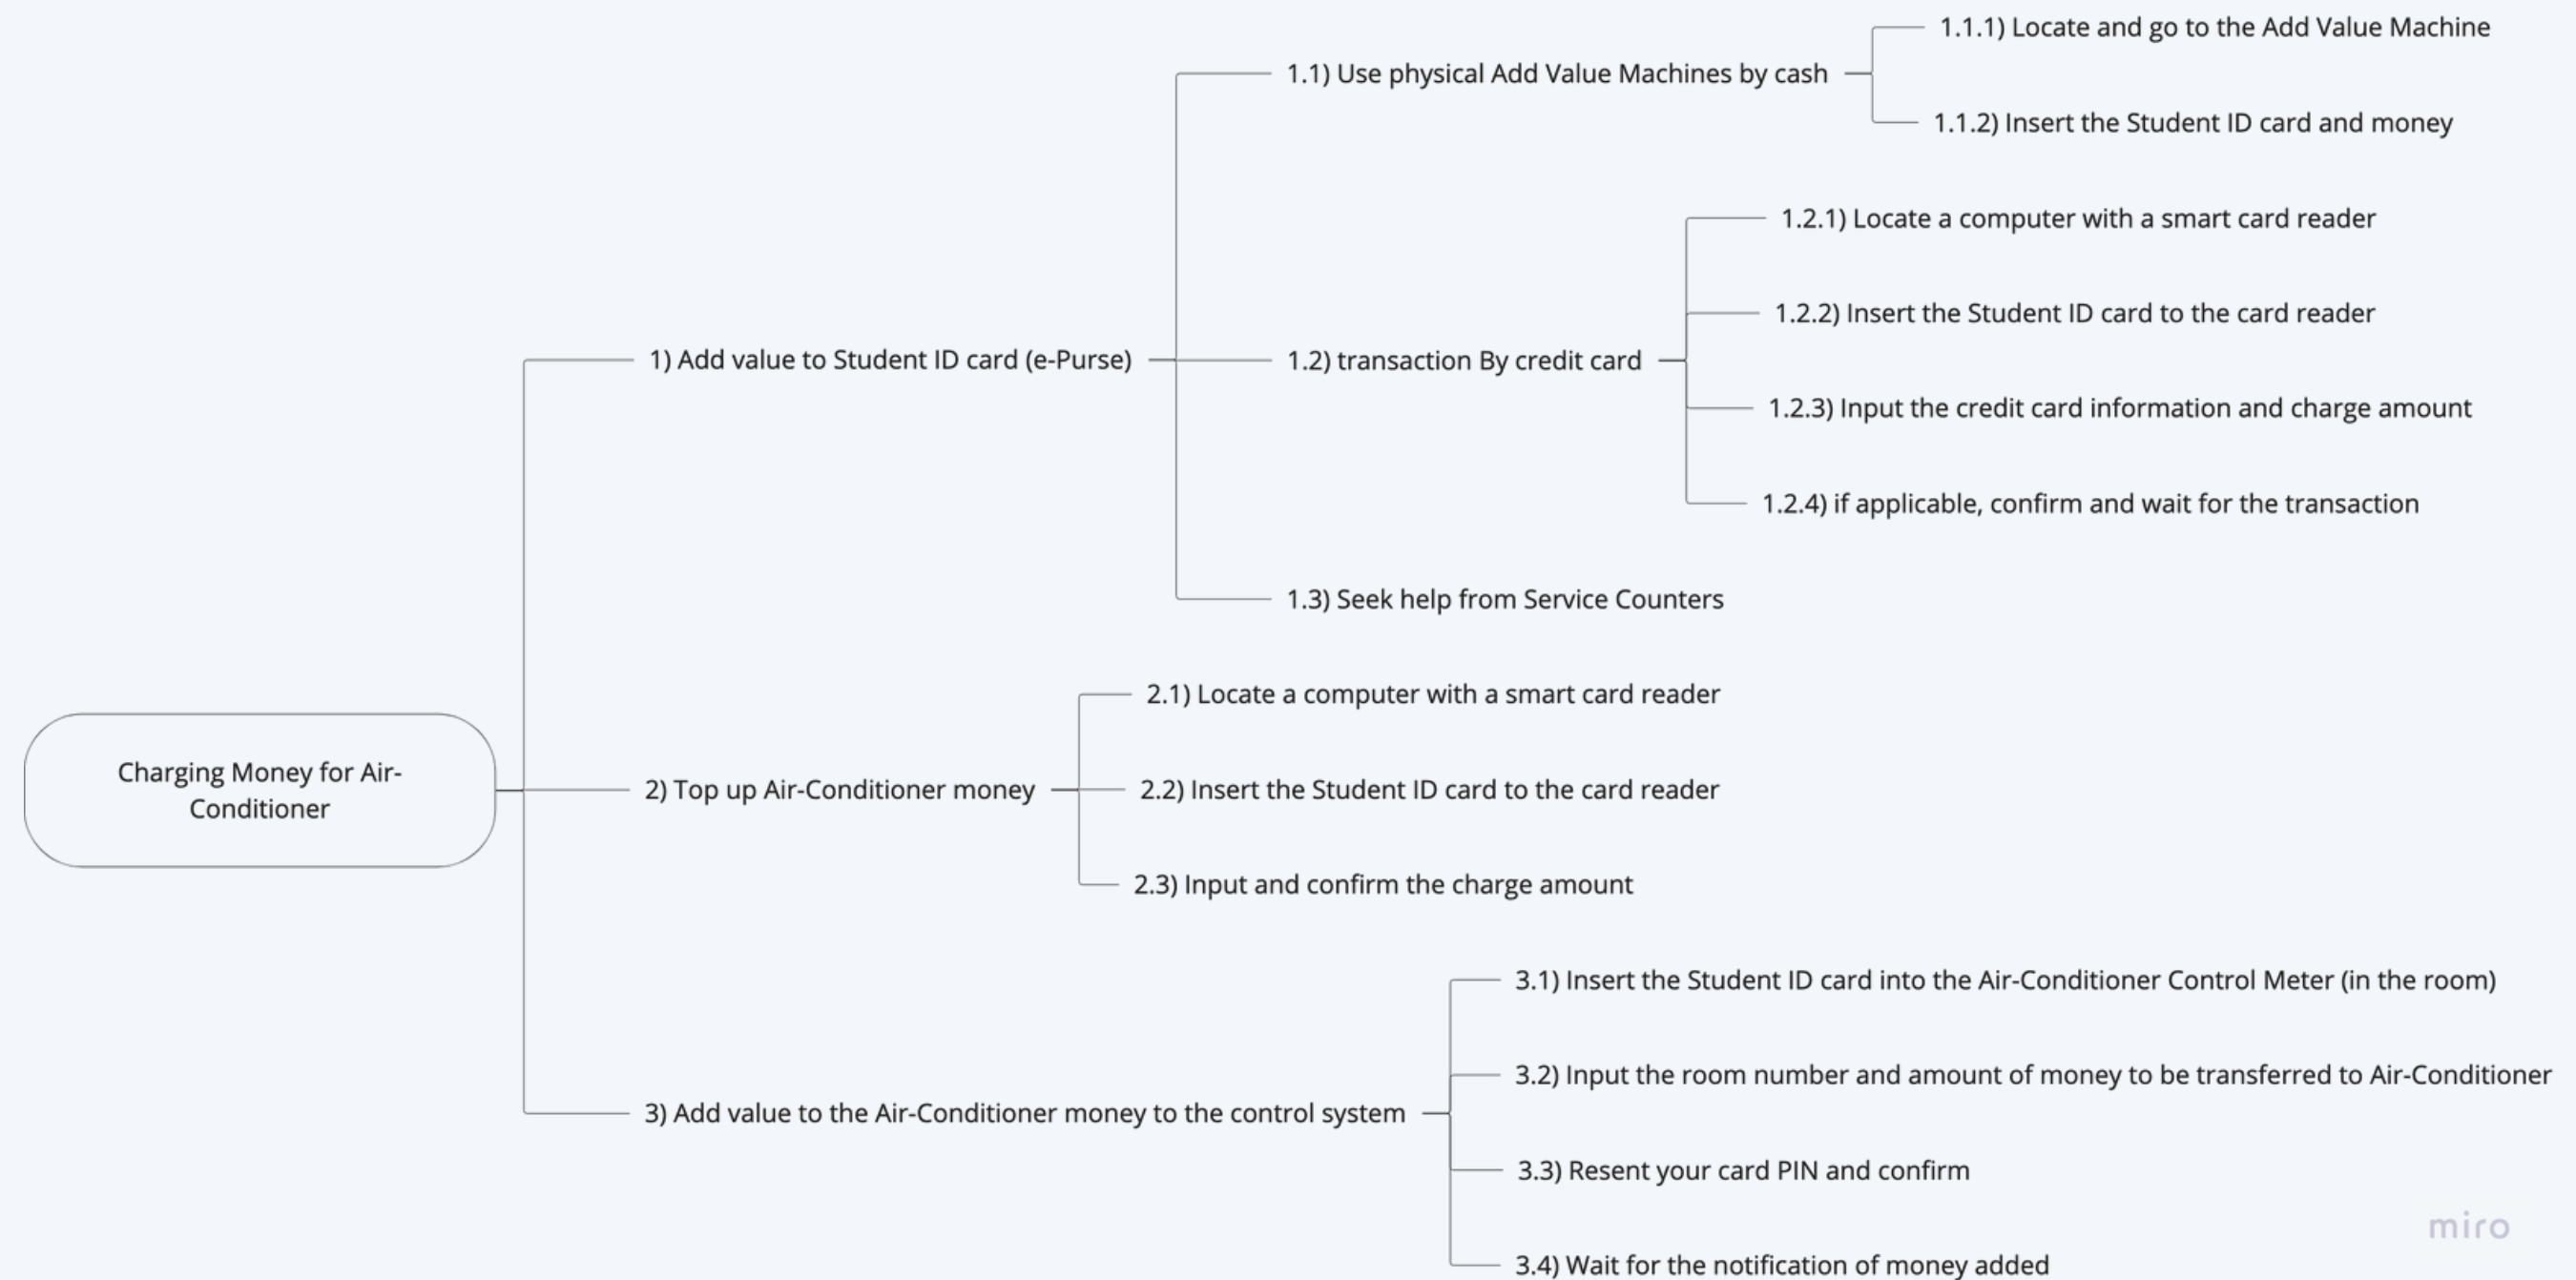 Charging Money for Air-
Conditioner
1) Add value to Student ID card (e-Purse)
1.1) Use physical Add Value Machines by cash
1.1.1) Locate and go to the Add Value Machine
1.1.2) Insert the Student ID card and money
1.2) transaction By credit card
1.2.1) Locate a computer with a smart card reader
1.2.2) Insert the Student ID card to the card reader
1.2.3) Input the credit card information and charge amount
1.2.4) if applicable, confirm and wait for the transaction
1.3) Seek help from Service Counters
2) Top up Air-Conditioner money
2.1) Locate a computer with a smart card reader
2.2) Insert the Student ID card to the card reader
2.3) Input and confirm the charge amount
3) Add value to the Air-Conditioner money to the control system
3.1) Insert the Student ID card into the Air-Conditioner Control Meter (in the room)
3.2) Input the room number and amount of money to be transferred to Air-Conditioner
3.3) Resent your card PIN and confirm
3.4) Wait for the notification of money added
miro